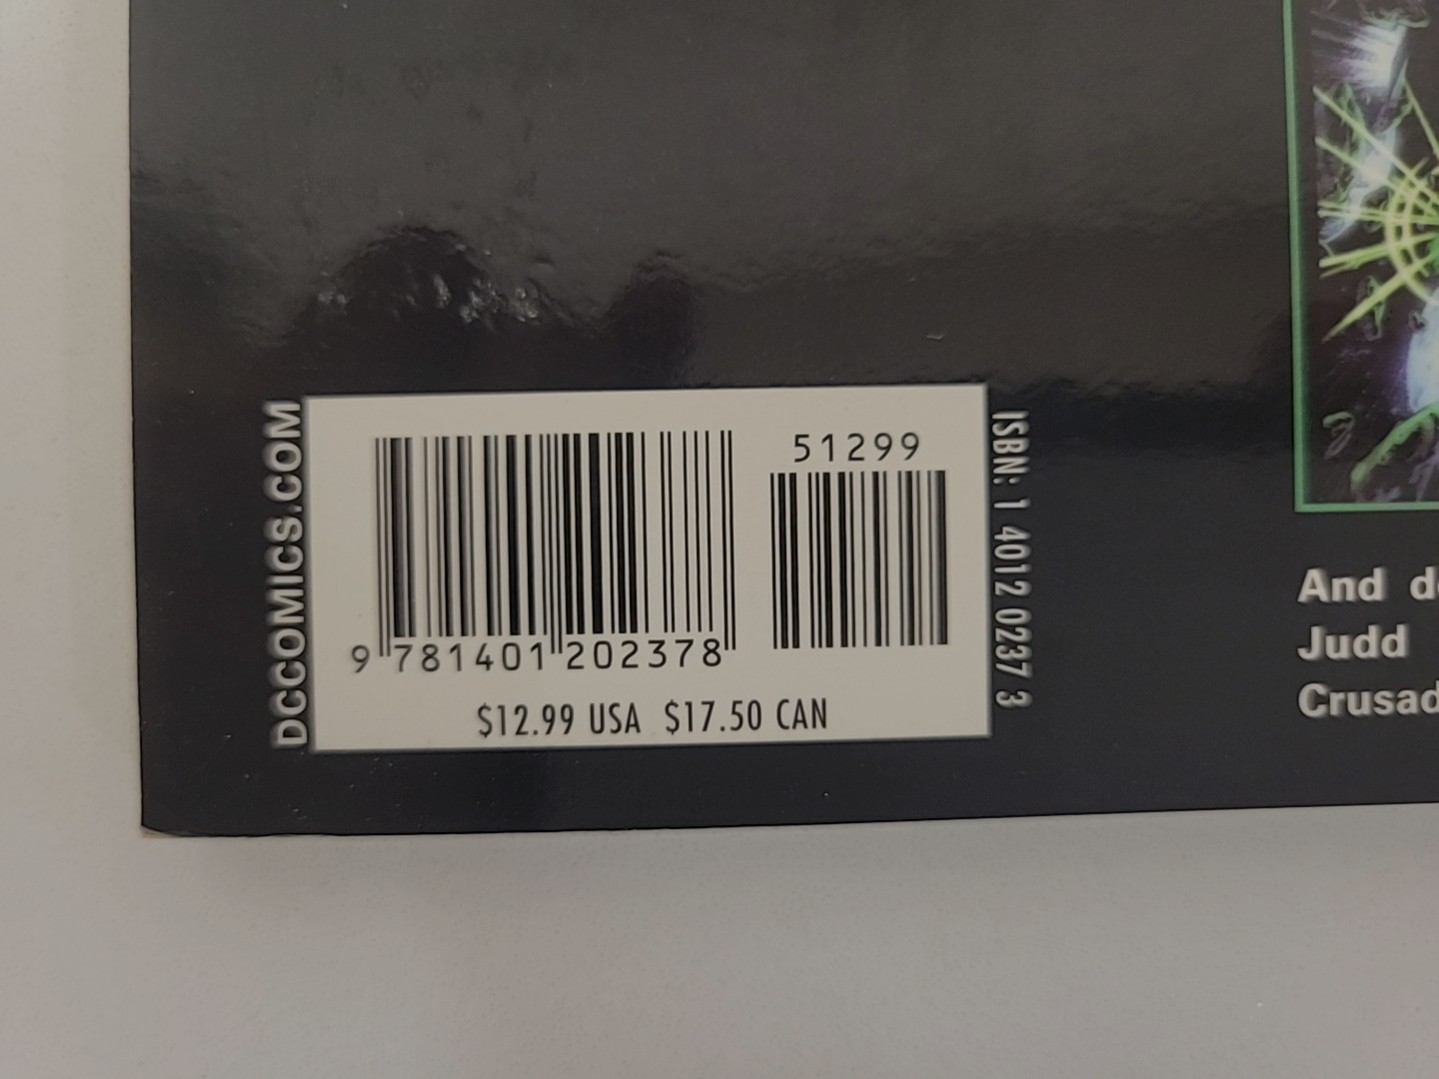 DCCOMICS.COM
51299
9 781401 202378
$12.99 USA $17.50 CAN
ISBN: 1 4012 0237 3
And
Judd